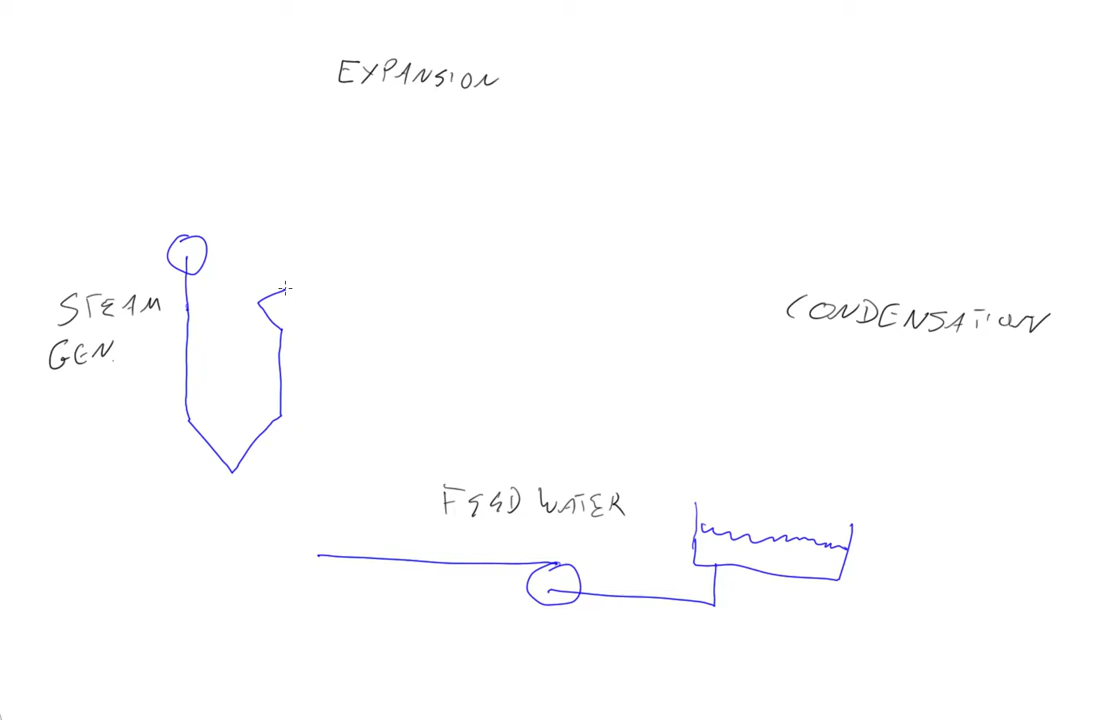 EXPANSION
STEAM
GEN.
CONDENSATION
FEED WATER